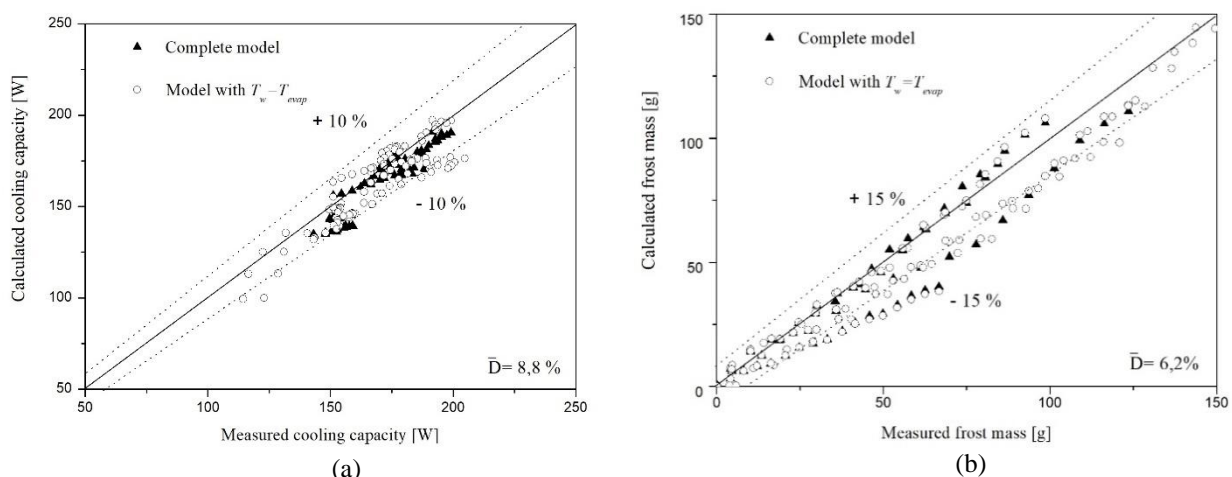 250
200
150
100
50
Calculated cooling capacity [W]
Complete model
Model with T_w – T_evap
+ 10 %
- 10 %
D̅= 8,8 %
50 100 150 200 250
Measured cooling capacity [W]
(a)
150
100
50
0
Calculated frost mass [g]
Complete model
Model with T_w=T_evap
+ 15 %
- 15 %
D̅= 6,2%
0 50 100 150
Measured frost mass [g]
(b)